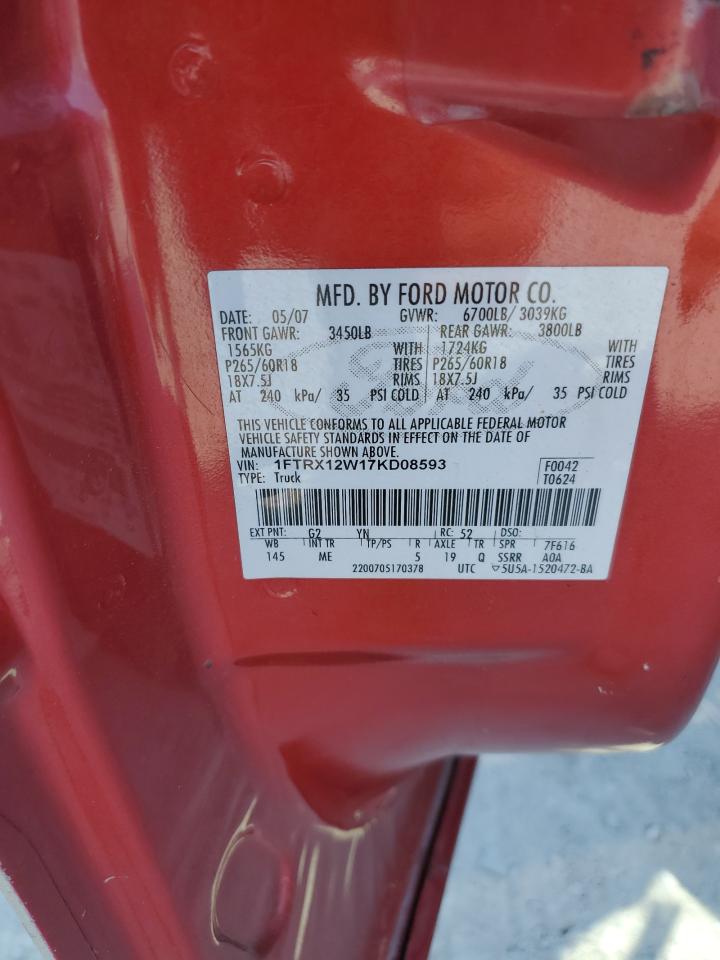 MFD. BY FORD MOTOR CO.
DATE: 05/07 GVWR: 6700LB/ 3039KG
FRONT GAWR: 3450LB REAR GAWR: 3800LB
1565KG WITH 1724KG WITH
P265/60R18 TIRES P265/60R18 TIRES
18X7.5J RIMS 18X7.5J RIMS
AT 240 kPa/ 35 PSI COLD AT 240 kPa/ 35 PSI COLD
THIS VEHICLE CONFORMS TO ALL APPLICABLE FEDERAL MOTOR
VEHICLE SAFETY STANDARDS IN EFFECT ON THE DATE OF
MANUFACTURE SHOWN ABOVE.
VIN: 1FTRX12W17KD08593 F0042
TYPE: Truck T0624
EXT PNT: G2 YN RC: 52 DSO:
WB INT TR TP/PS R AXLE TR SPR 7F616
145 ME 5 19 Q SSRR A0A
2200705170378 UTC ▽5U5A-1520472-BA